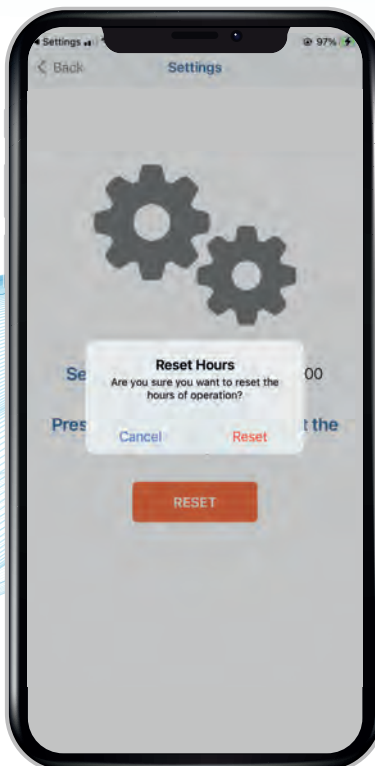 Settings
97%
Back
Settings
Reset Hours
Are you sure you want to reset the
hours of operation?
Se
00
Pres
t the
Cancel
Reset
RESET